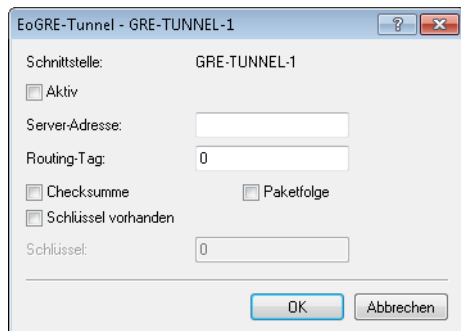 EoGRE-Tunnel - GRE-TUNNEL-1
?
Schnittstelle: GRE-TUNNEL-1
Aktiv
Server-Adresse:
Routing-Tag: 0
Checksumme Paketfolge
Schlüssel vorhanden
Schlüssel: 0
OK Abbrechen